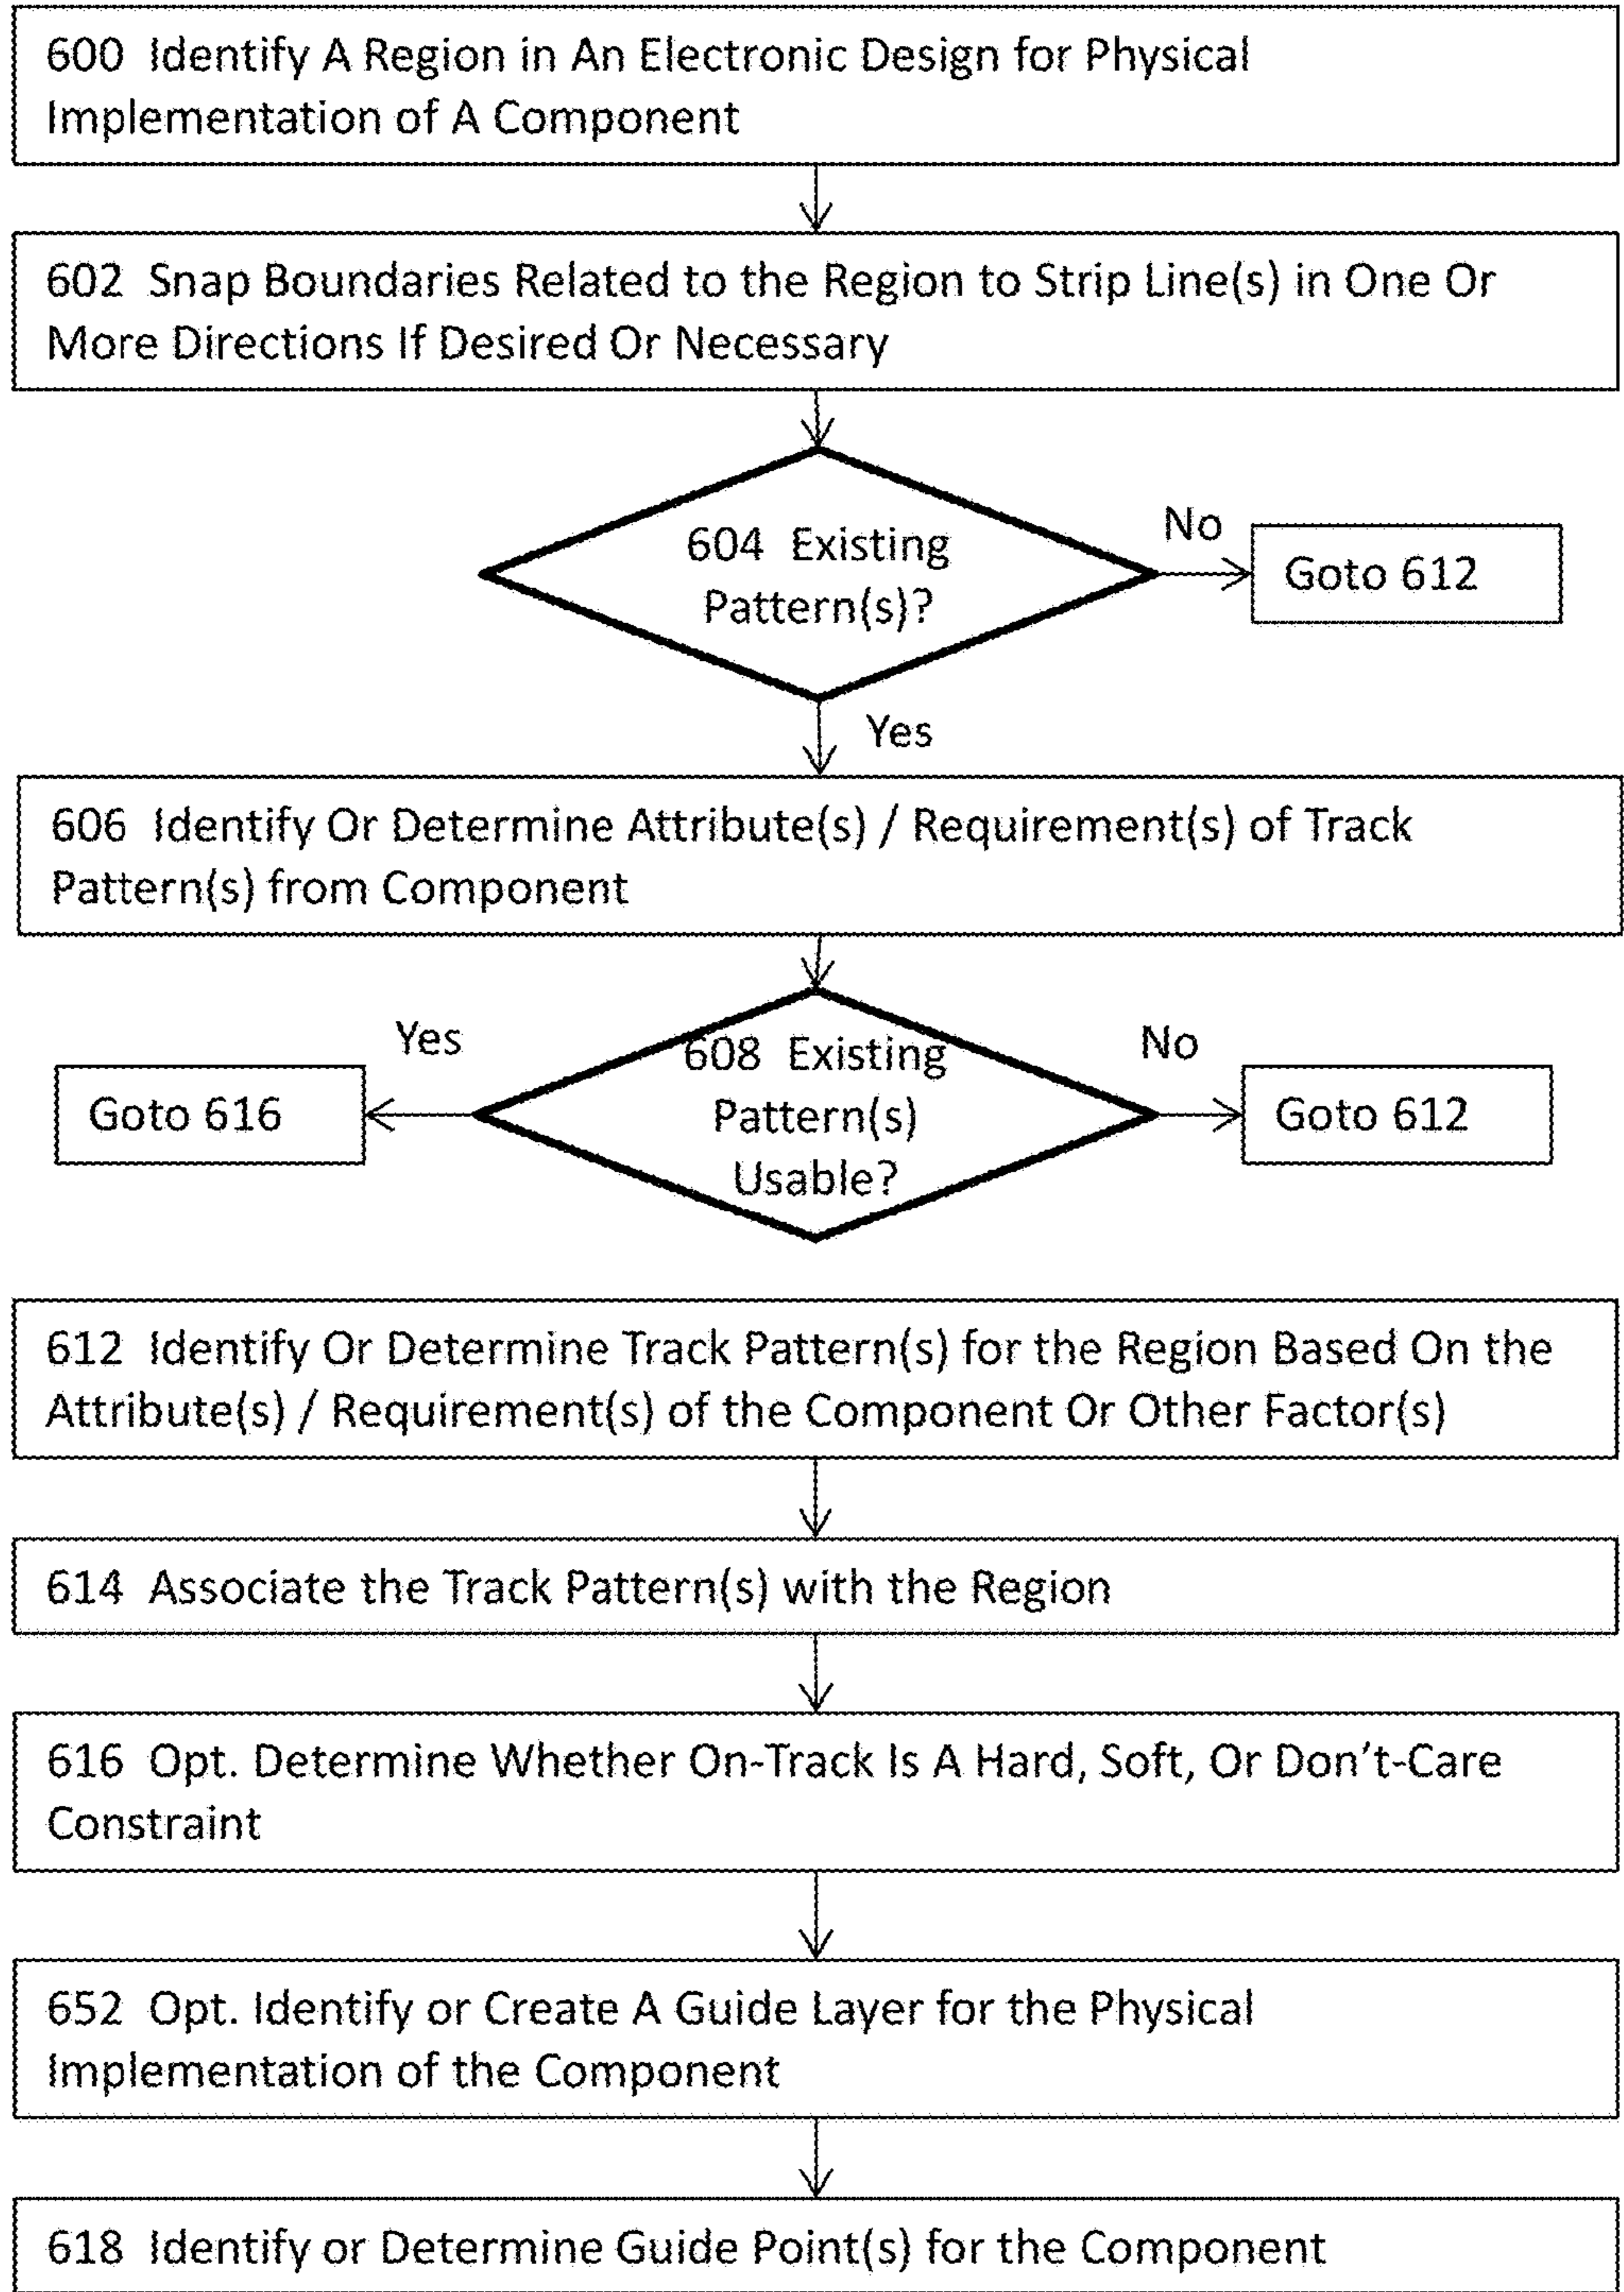 600 Identify A Region in An Electronic Design for Physical
Implementation of A Component
602 Snap Boundaries Related to the Region to Strip Line(s) in One Or
More Directions If Desired Or Necessary
604 Existing
Pattern(s)?
No
Goto 612
Yes
606 Identify Or Determine Attribute(s) / Requirement(s) of Track
Pattern(s) from Component
Yes
608 Existing
Pattern(s)
Usable?
No
Goto 616
Goto 612
612 Identify Or Determine Track Pattern(s) for the Region Based On the
Attribute(s) / Requirement(s) of the Component Or Other Factor(s)
614 Associate the Track Pattern(s) with the Region
616 Opt. Determine Whether On-Track Is A Hard, Soft, Or Don't-Care
Constraint
652 Opt. Identify or Create A Guide Layer for the Physical
Implementation of the Component
618 Identify or Determine Guide Point(s) for the Component